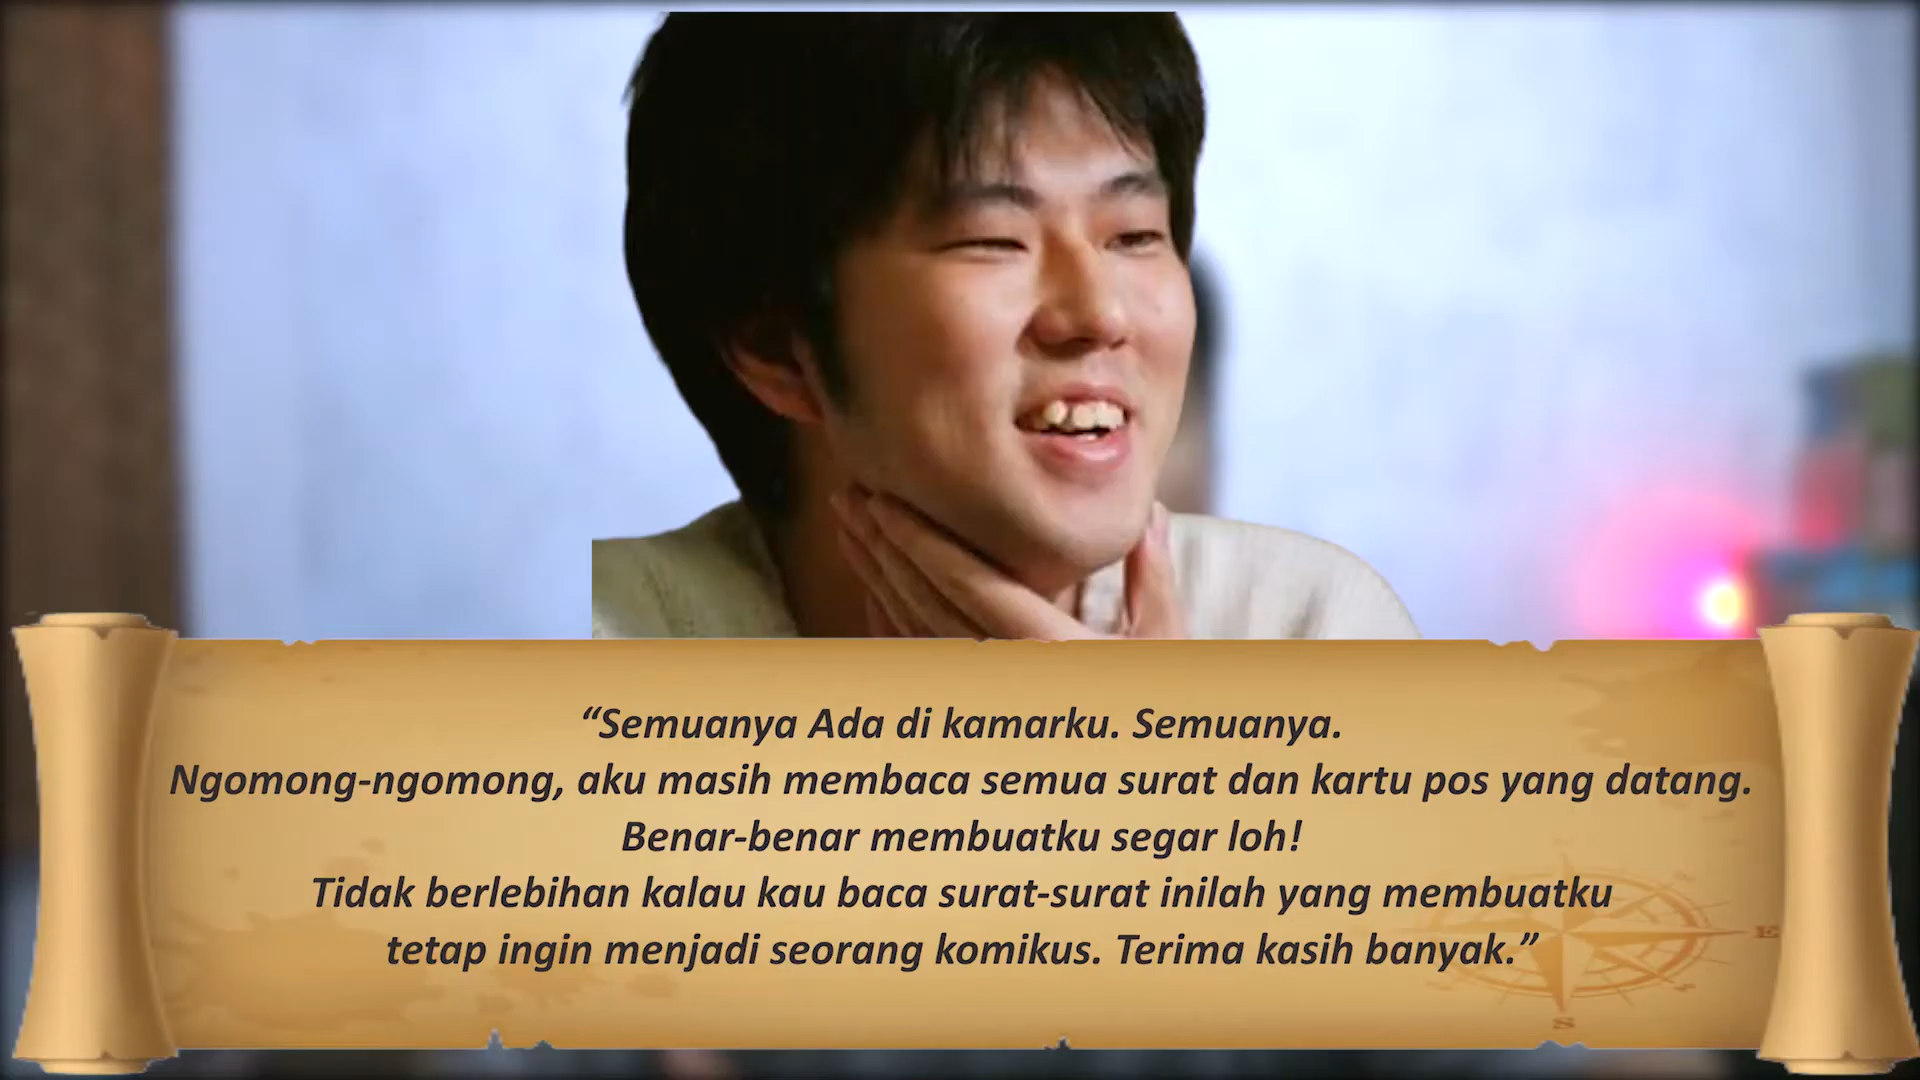 “Semuanya Ada di kamarku. Semuanya.
Ngomong-ngomong, aku masih membaca semua surat dan kartu pos yang datang.
Benar-benar membuatku segar loh!
Tidak berlebihan kalau kau baca surat-surat inilah yang membuatku
tetap ingin menjadi seorang komikus. Terima kasih banyak.”
E
S